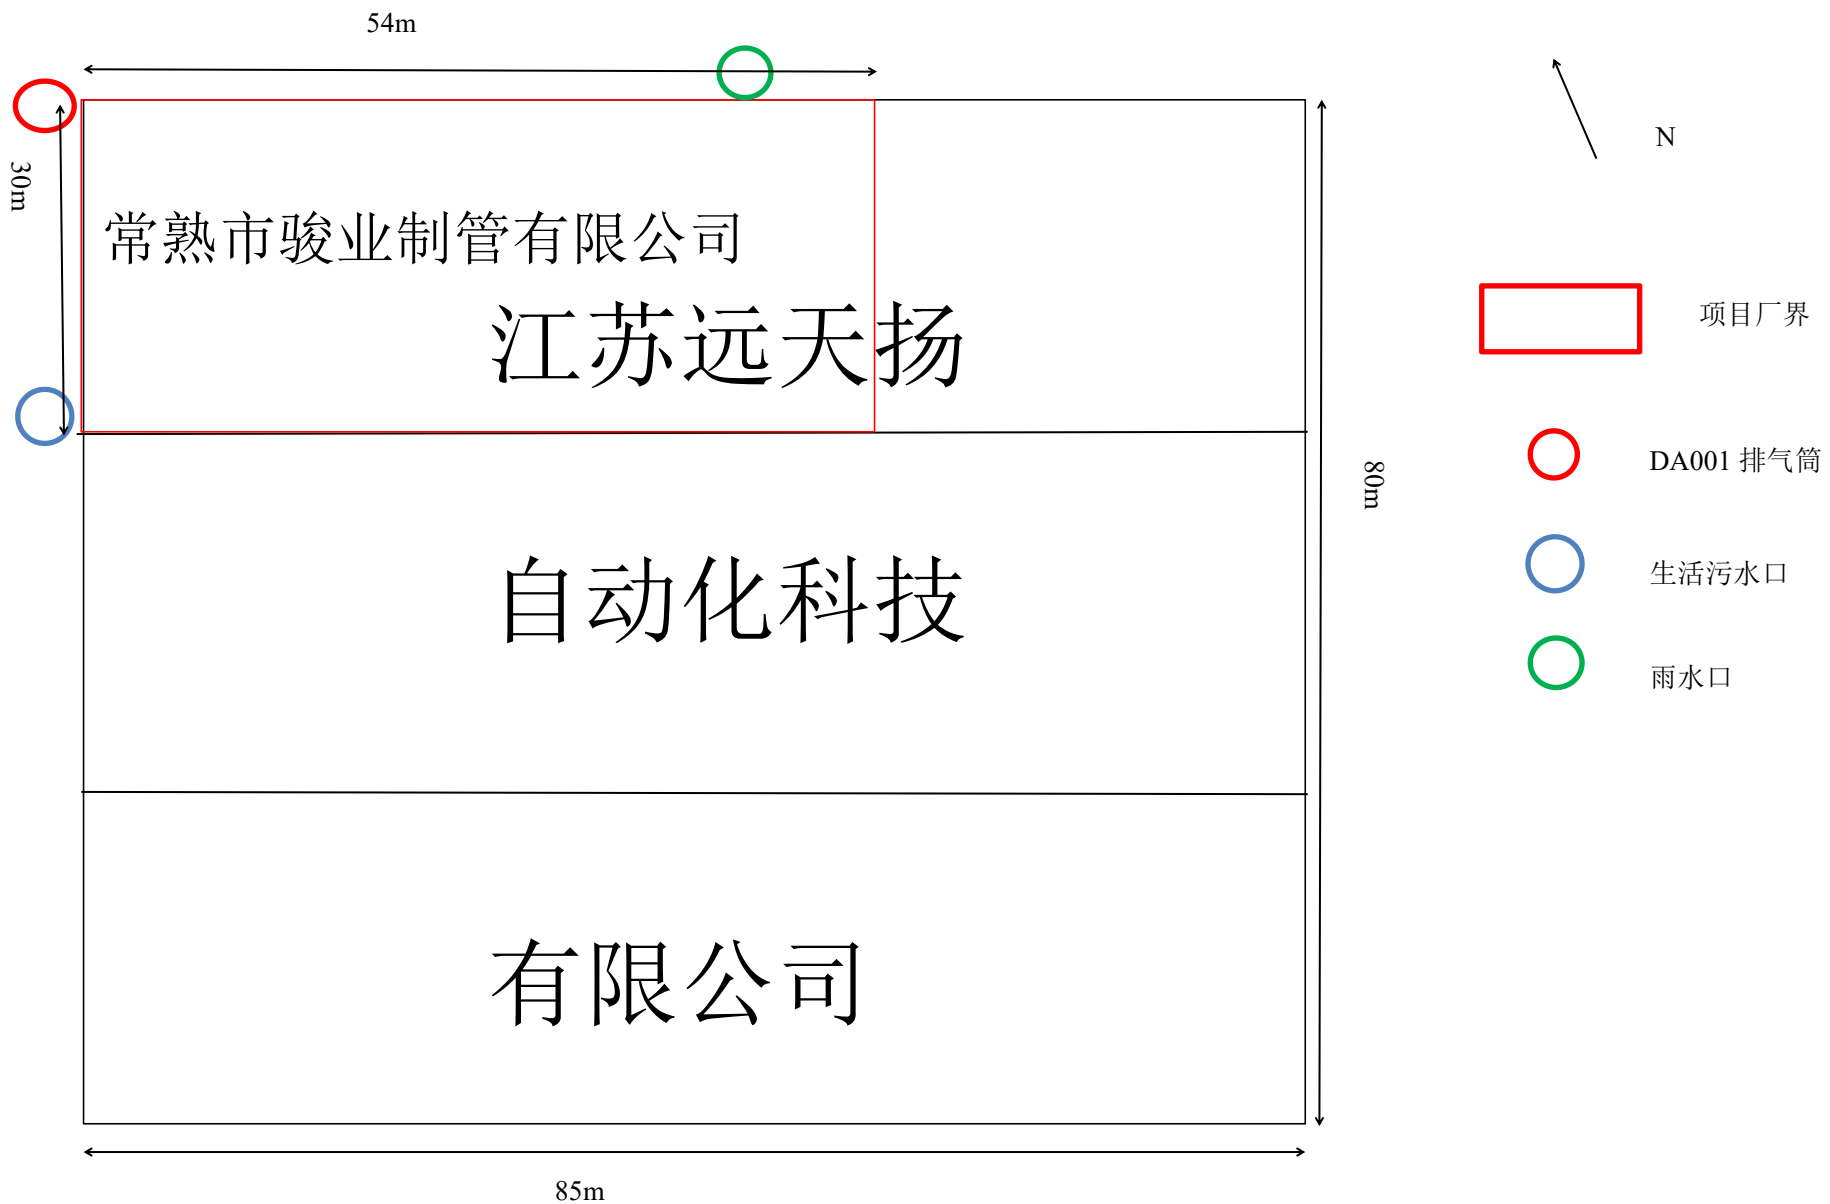 54m
30m
N
常熟市骏业制管有限公司
江苏远天扬
项目厂界
DA001 排气筒
80m
自动化科技
生活污水口
雨水口
有限公司
85m